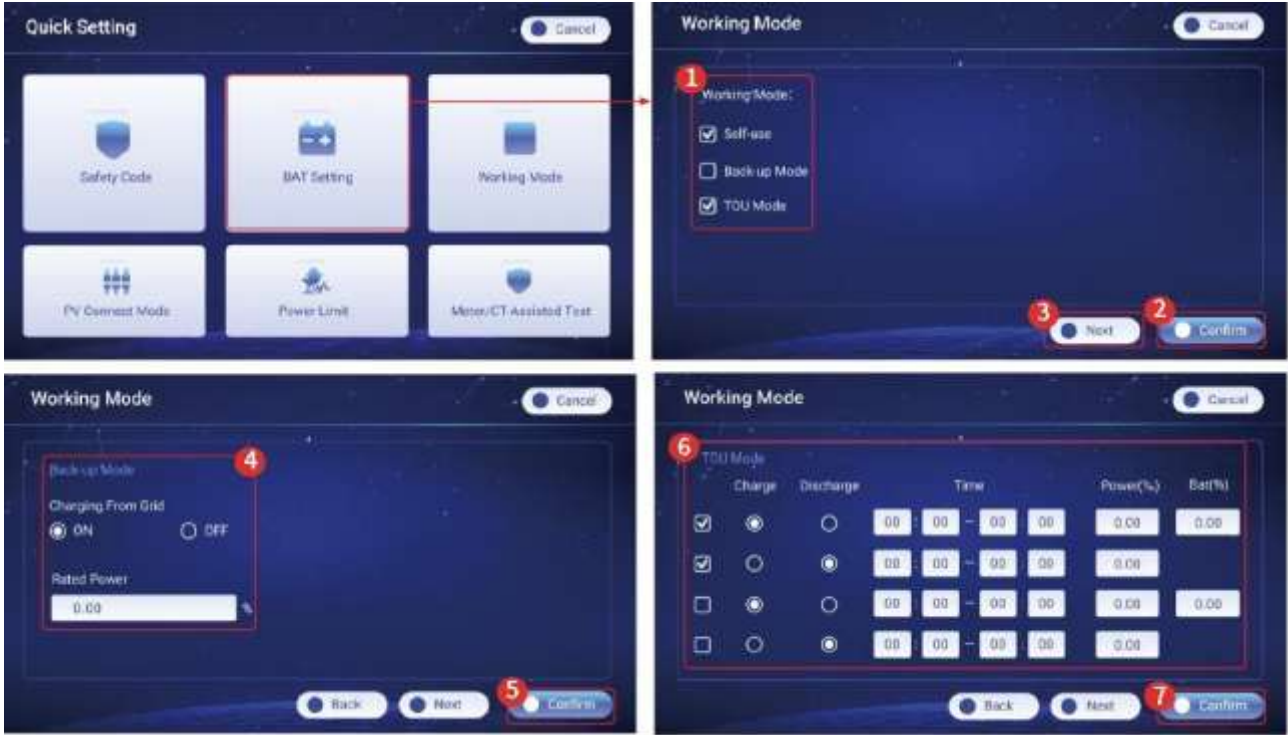 Quick Setting
Cancel
Safety Code
BAT Setting
Working Mode
PV Connect Mode
Power Limit
Meter/CT-Assisted Test
Working Mode
Cancel
1
Working Mode:
Self-use
Back-up Mode
TOU Mode
3
Next
2
Confirm
Working Mode
Cancel
4
Back-up Mode
Charging From Grid
ON
OFF
Rated Power
0.00
%
Back
Next
5
Confirm
Working Mode
Cancel
6
TOU Mode
Charge Discharge Time Power(%) Bat(%)
00 : 00 - 00 00 0.00 0.00
00 : 00 - 00 00 0.00
00 : 00 - 00 00 0.00 0.00
00 : 00 - 00 00 0.00
Back
Next
7
Confirm